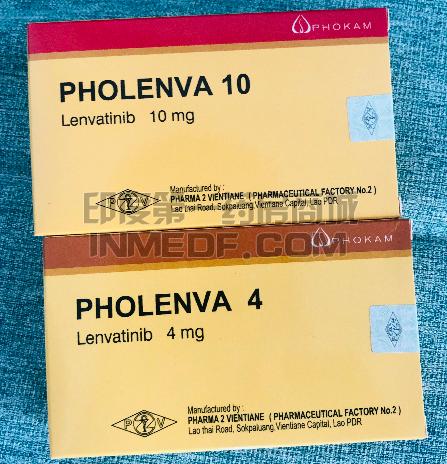 PHOKAM
PHOLENVA 10
Lenvatinib 10 mg
Manufactured by :
PHARMA 2 VIENTIANE ( PHARMACEUTICAL FACTORY No.2 )
Lao thai Road, Sokpaluang,Vientiane Capital, Lao PDR
P V
印度第一药房商城
INMEDF.COM
PHOKAM
PHOLENVA 4
Lenvatinib 4 mg
Manufactured by :
PHARMA 2 VIENTIANE ( PHARMACEUTICAL FACTORY No.2 )
Lao thai Road, Sokpaluang,Vientiane Capital, Lao PDR
P V